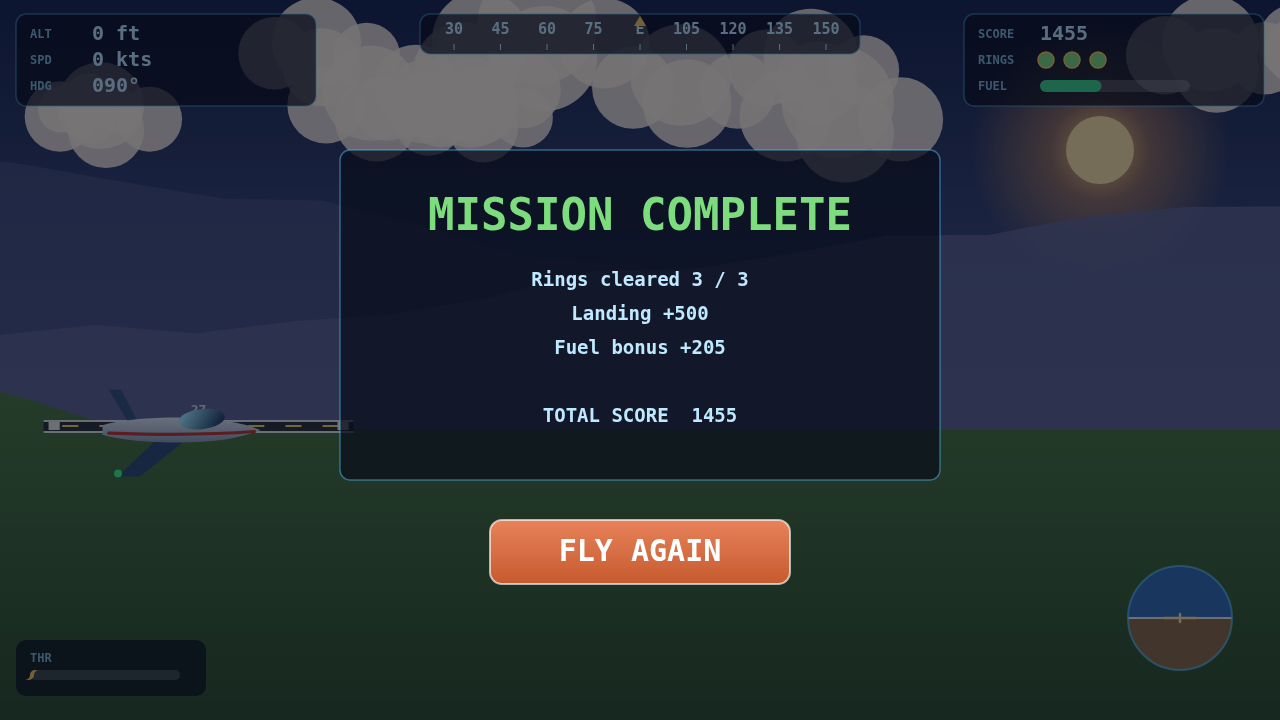 ALT 0 ft
SPD 0 kts
HDG 090°
30 45 60 75 E 105 120 135 150
SCORE 1455
RINGS
FUEL
MISSION COMPLETE
Rings cleared 3 / 3
Landing +500
Fuel bonus +205
TOTAL SCORE 1455
27
FLY AGAIN
THR